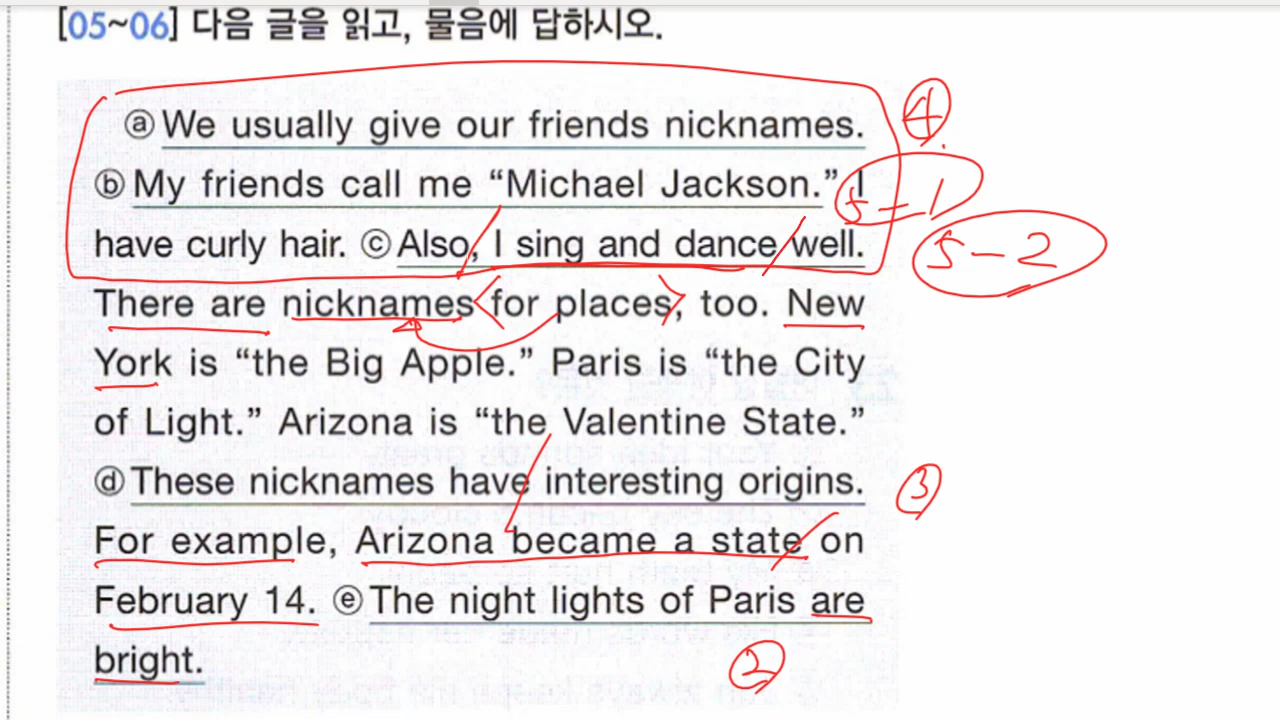 [05~06] 다음 글을 읽고, 물음에 답하시오.
ⓐ We usually give our friends nicknames. ④
ⓑ My friends call me “Michael Jackson.” I 5-1
have curly hair. ⓒ Also, I sing and dance well. 5-2
There are nicknames <for places>, too. New
York is “the Big Apple.” Paris is “the City
of Light.” Arizona is “the Valentine State.”
ⓓ These nicknames have interesting origins. ③
For example, Arizona became a state on
February 14. ⓔ The night lights of Paris are
bright. ②